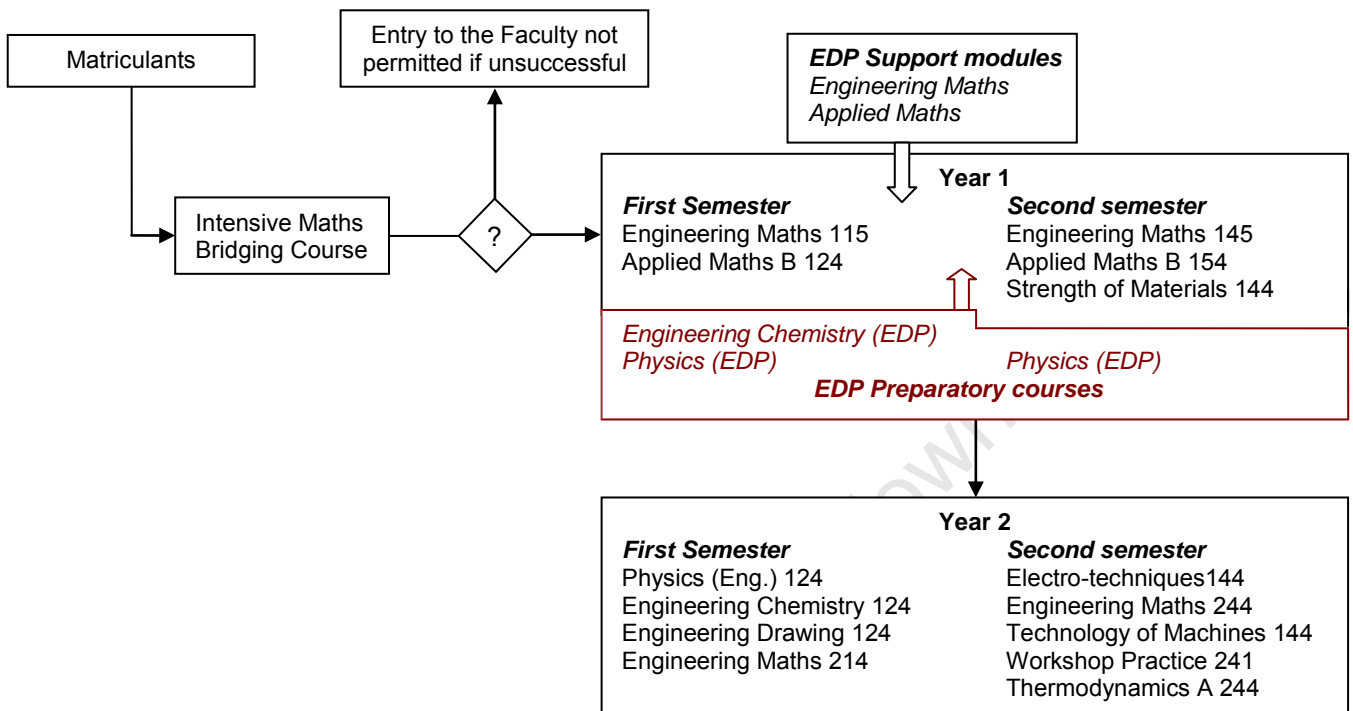 Matriculants
Entry to the Faculty not
permitted if unsuccessful
EDP Support modules
Engineering Maths
Applied Maths
Intensive Maths
Bridging Course
?
Year 1
First Semester
Engineering Maths 115
Applied Maths B 124
Second semester
Engineering Maths 145
Applied Maths B 154
Strength of Materials 144
Engineering Chemistry (EDP)
Physics (EDP)
Physics (EDP)
EDP Preparatory courses
Year 2
First Semester
Physics (Eng.) 124
Engineering Chemistry 124
Engineering Drawing 124
Engineering Maths 214
Second semester
Electro-techniques144
Engineering Maths 244
Technology of Machines 144
Workshop Practice 241
Thermodynamics A 244